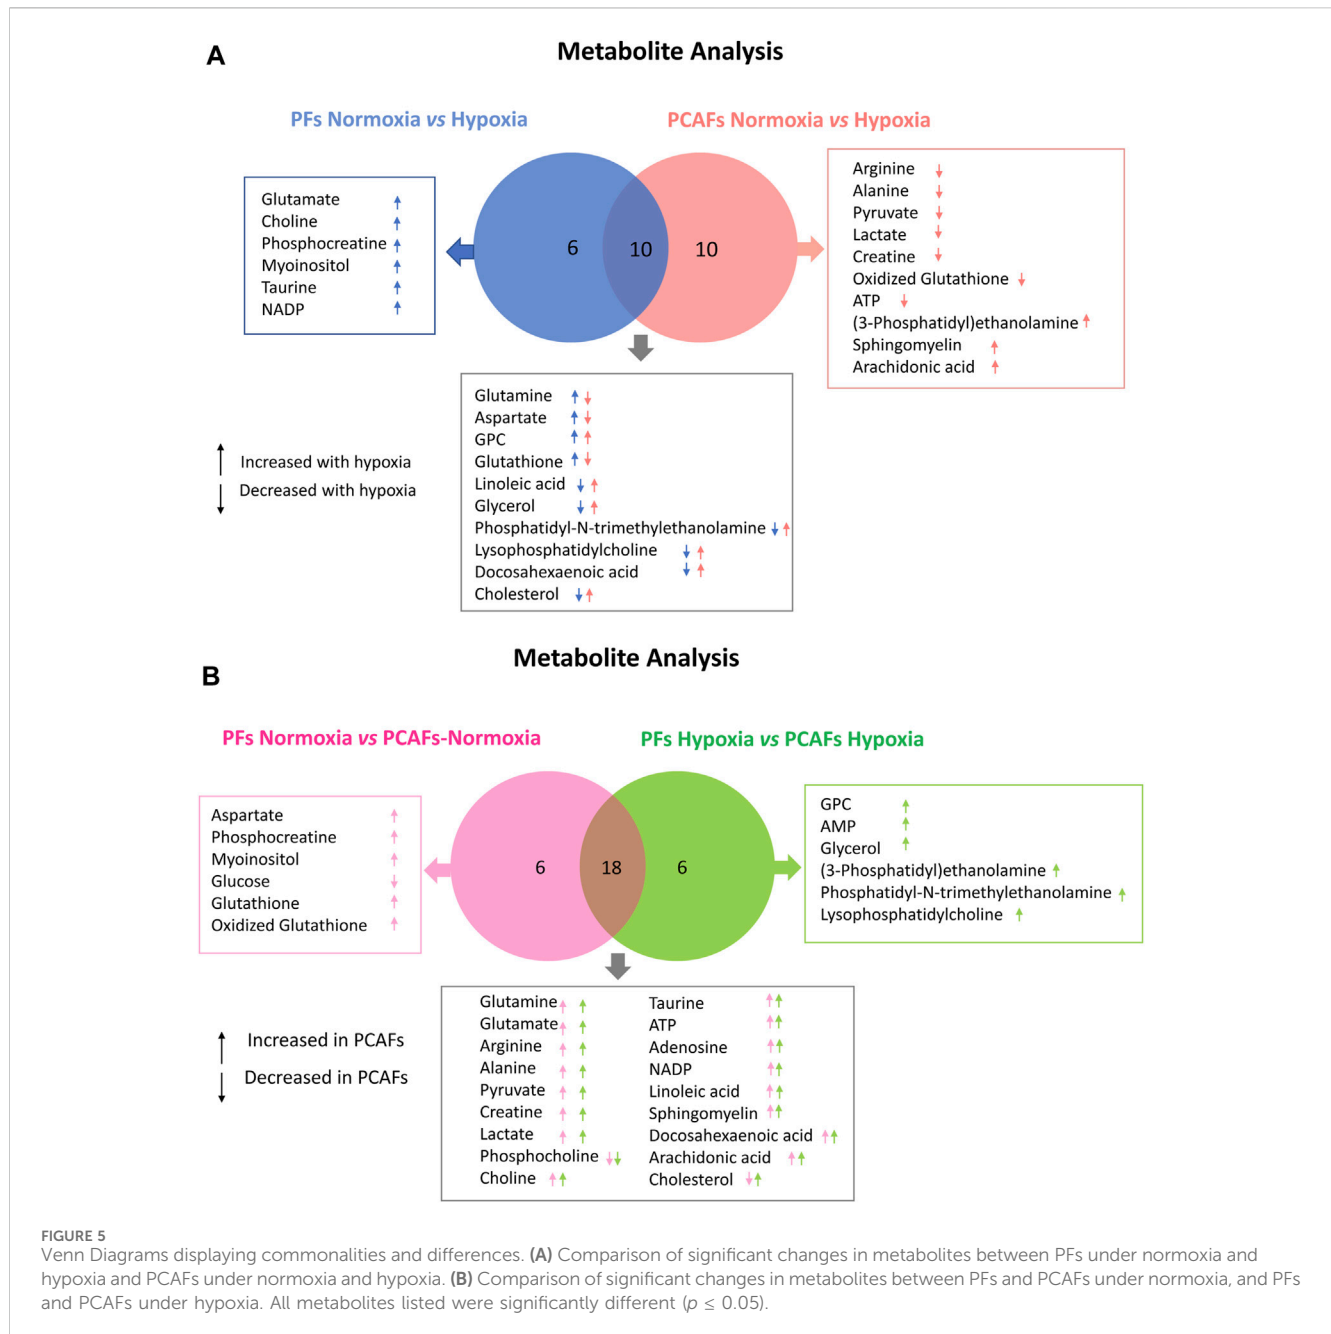 A
Metabolite Analysis
PFs Normoxia vs Hypoxia
PCAFs Normoxia vs Hypoxia
Glutamate ↑
Choline ↑
Phosphocreatine ↑
Myoinositol ↑
Taurine ↑
NADP ↑
6
10
10
Arginine ↓
Alanine ↓
Pyruvate ↓
Lactate ↓
Creatine ↓
Oxidized Glutathione ↓
ATP ↓
(3-Phosphatidyl)ethanolamine ↑
Sphingomyelin ↑
Arachidonic acid ↑
Glutamine ↑ ↓
Aspartate ↑ ↓
GPC ↑ ↑
Glutathione ↑ ↓
Linoleic acid ↓ ↑
Glycerol ↓ ↑
Phosphatidyl-N-trimethylethanolamine ↓ ↑
Lysophosphatidylcholine ↓ ↑
Docosahexaenoic acid ↓ ↑
Cholesterol ↓ ↑
↑ Increased with hypoxia
↓ Decreased with hypoxia
B
Metabolite Analysis
PFs Normoxia vs PCAFs-Normoxia
PFs Hypoxia vs PCAFs Hypoxia
Aspartate ↑
Phosphocreatine ↑
Myoinositol ↑
Glucose ↓
Glutathione ↑
Oxidized Glutathione ↑
6
18
6
GPC ↑
AMP ↑
Glycerol ↑
(3-Phosphatidyl)ethanolamine ↑
Phosphatidyl-N-trimethylethanolamine ↑
Lysophosphatidylcholine ↑
Glutamine ↑ ↑
Glutamate ↑ ↑
Arginine ↑ ↑
Alanine ↑ ↑
Pyruvate ↑ ↑
Creatine ↑ ↑
Lactate ↑ ↑
Phosphocholine ↓ ↓
Choline ↑ ↑
Taurine ↑ ↑
ATP ↑ ↑
Adenosine ↑ ↑
NADP ↑ ↑
Linoleic acid ↑ ↑
Sphingomyelin ↑ ↑
Docosahexaenoic acid ↑ ↑
Arachidonic acid ↑ ↑
Cholesterol ↓ ↑
↑ Increased in PCAFs
↓ Decreased in PCAFs
FIGURE 5
Venn Diagrams displaying commonalities and differences. (A) Comparison of significant changes in metabolites between PFs under normoxia and
hypoxia and PCAFs under normoxia and hypoxia. (B) Comparison of significant changes in metabolites between PFs and PCAFs under normoxia, and PFs
and PCAFs under hypoxia. All metabolites listed were significantly different (p ≤ 0.05).